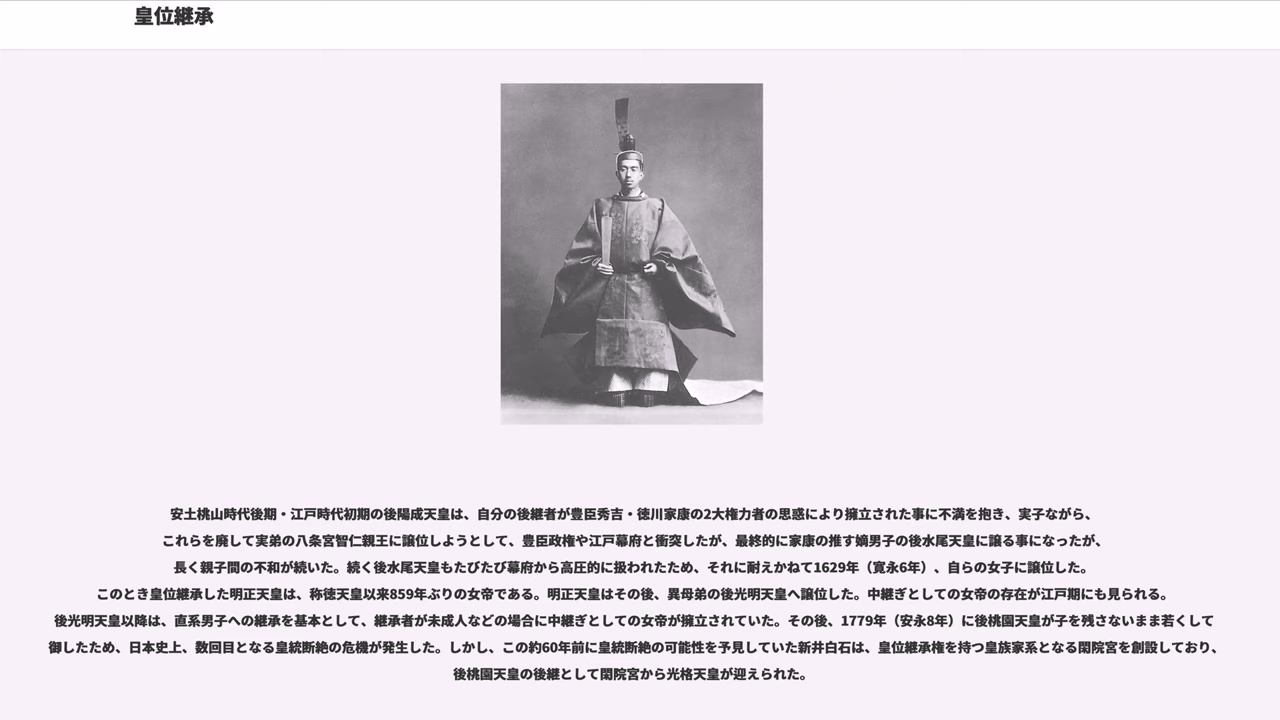 皇位継承
安土桃山時代後期・江戸時代初期の後陽成天皇は、自分の後継者が豊臣秀吉・徳川家康の2大権力者の思惑により擁立された事に不満を抱き、実子ながら、
これらを廃して実弟の八条宮智仁親王に譲位しようとして、豊臣政権や江戸幕府と衝突したが、最終的に家康の推す嫡男子の後水尾天皇に譲る事になったが、
長く親子間の不和が続いた。続く後水尾天皇もたびたび幕府から高圧的に扱われたため、それに耐えかねて1629年（寛永6年）、自らの女子に譲位した。
このとき皇位継承した明正天皇は、称徳天皇以来859年ぶりの女帝である。明正天皇はその後、異母弟の後光明天皇へ譲位した。中継ぎとしての女帝の存在が江戸期にも見られる。
後光明天皇以降は、直系男子への継承を基本として、継承者が未成人などの場合に中継ぎとしての女帝が擁立されていた。その後、1779年（安永8年）に後桃園天皇が子を残さないまま若くして
御したため、日本史上、数回目となる皇統断絶の危機が発生した。しかし、この約60年前に皇統断絶の可能性を予見していた新井白石は、皇位継承権を持つ皇族家系となる閑院宮を創設しており、
後桃園天皇の後継として閑院宮から光格天皇が迎えられた。